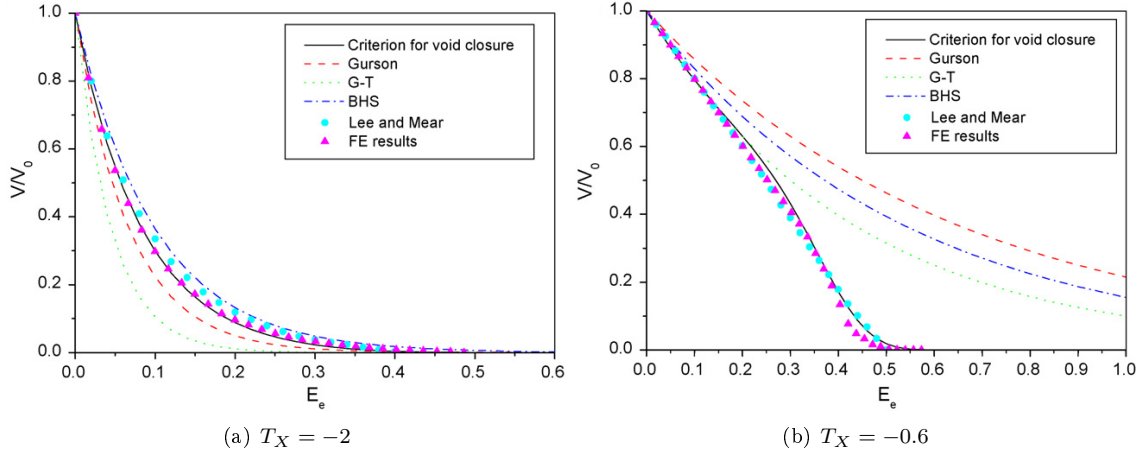 1.0
0.8
0.6
0.4
0.2
0.0
V/V₀
0.0 0.1 0.2 0.3 0.4 0.5 0.6
Eₑ
Criterion for void closure
Gurson
G-T
BHS
Lee and Mear
FE results
(a) T_X = −2
1.0
0.8
0.6
0.4
0.2
0.0
V/V₀
0.0 0.1 0.2 0.3 0.4 0.5 0.6 0.7 0.8 0.9 1.0
Eₑ
Criterion for void closure
Gurson
G-T
BHS
Lee and Mear
FE results
(b) T_X = −0.6